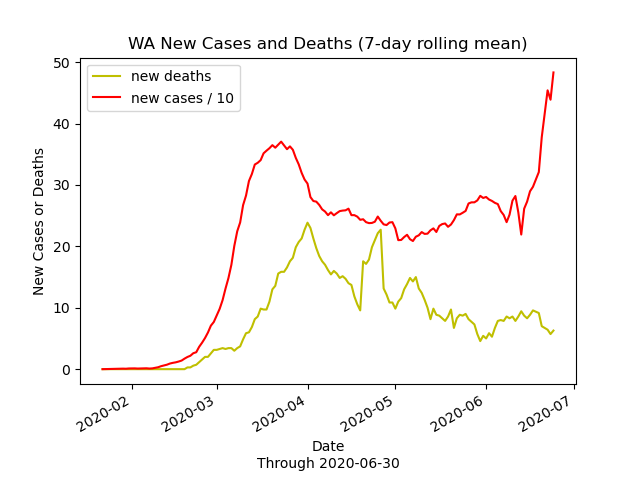 WA New Cases and Deaths (7-day rolling mean)
new deaths
new cases / 10
50
40
30
20
10
0
New Cases or Deaths
2020-02
2020-03
2020-04
2020-05
2020-06
2020-07
Date
Through 2020-06-30